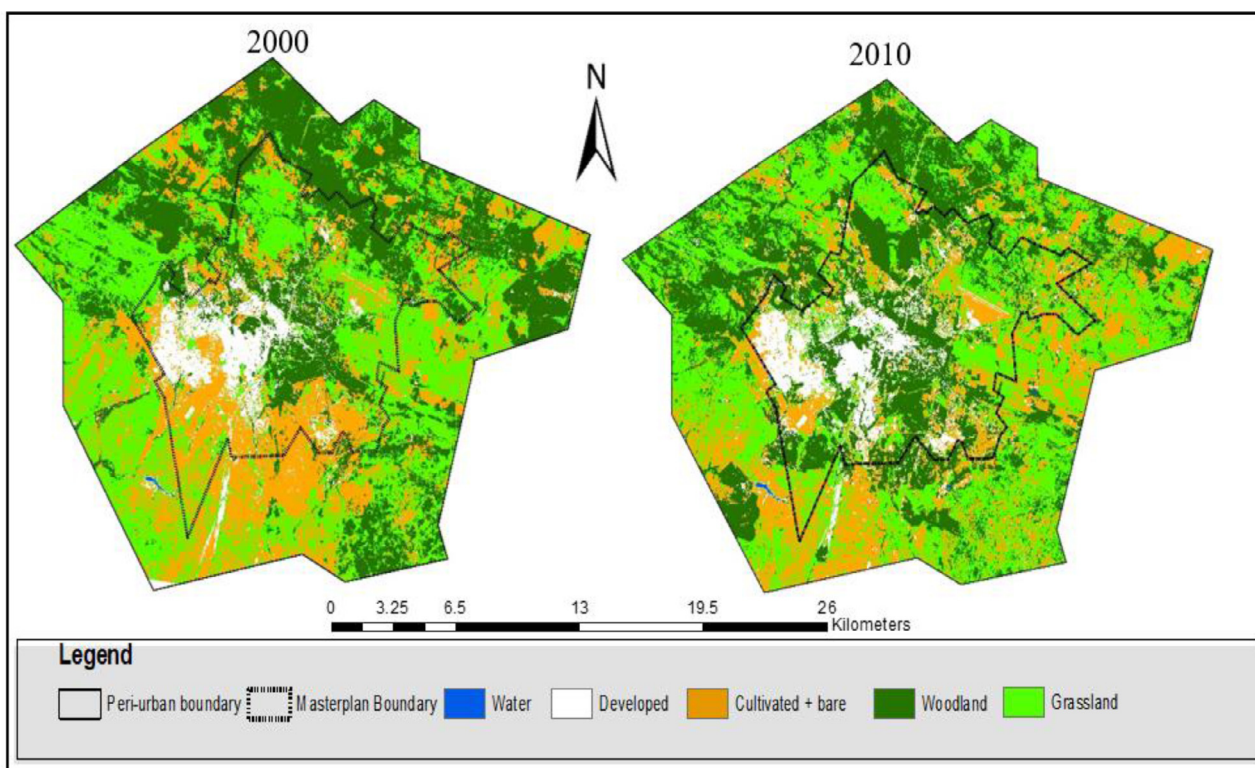 2000
2010
N
0 3.25 6.5 13 19.5 26
Kilometers
Legend
Peri-urban boundary Masterplan Boundary Water Developed Cultivated + bare Woodland Grassland